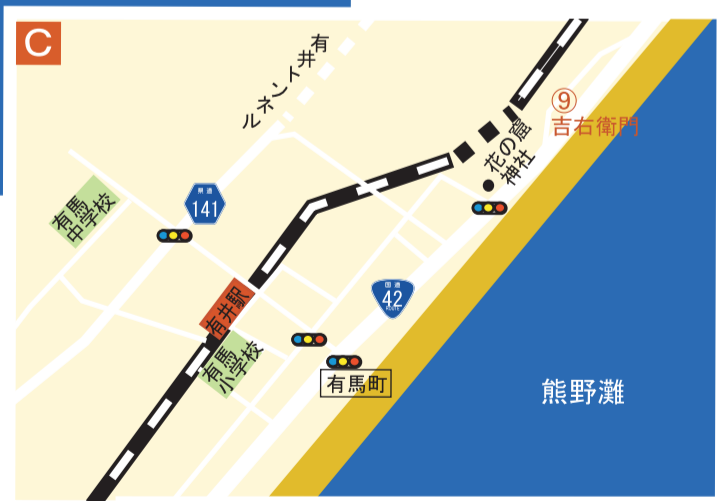 C
有井トンネル
⑨
吉右衛門
花の窟
神社
県道
141
有馬
中学校
国道
42
ROUTE
有井駅
有馬
小学校
有馬町
熊野灘